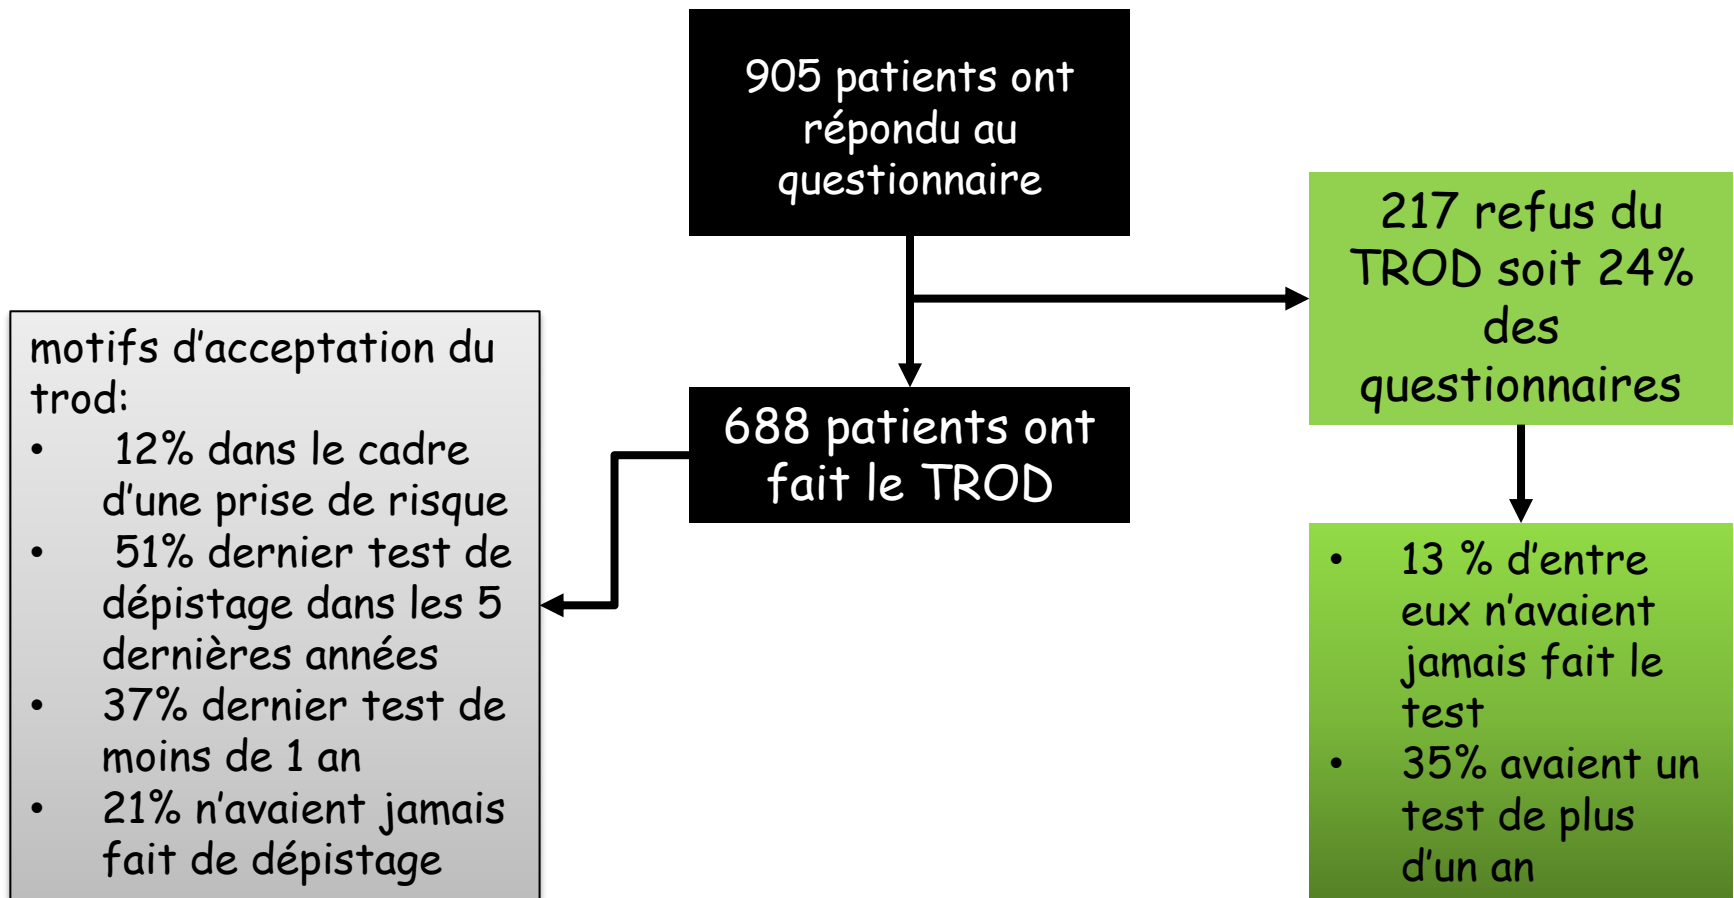 905 patients ont
répondu au
questionnaire
217 refus du
TROD soit 24%
des
questionnaires
688 patients ont
fait le TROD
motifs d'acceptation du
trod:
• 12% dans le cadre
d'une prise de risque
• 51% dernier test de
dépistage dans les 5
dernières années
• 37% dernier test de
moins de 1 an
• 21% n'avaient jamais
fait de dépistage
• 13 % d'entre
eux n'avaient
jamais fait le
test
• 35% avaient un
test de plus
d'un an